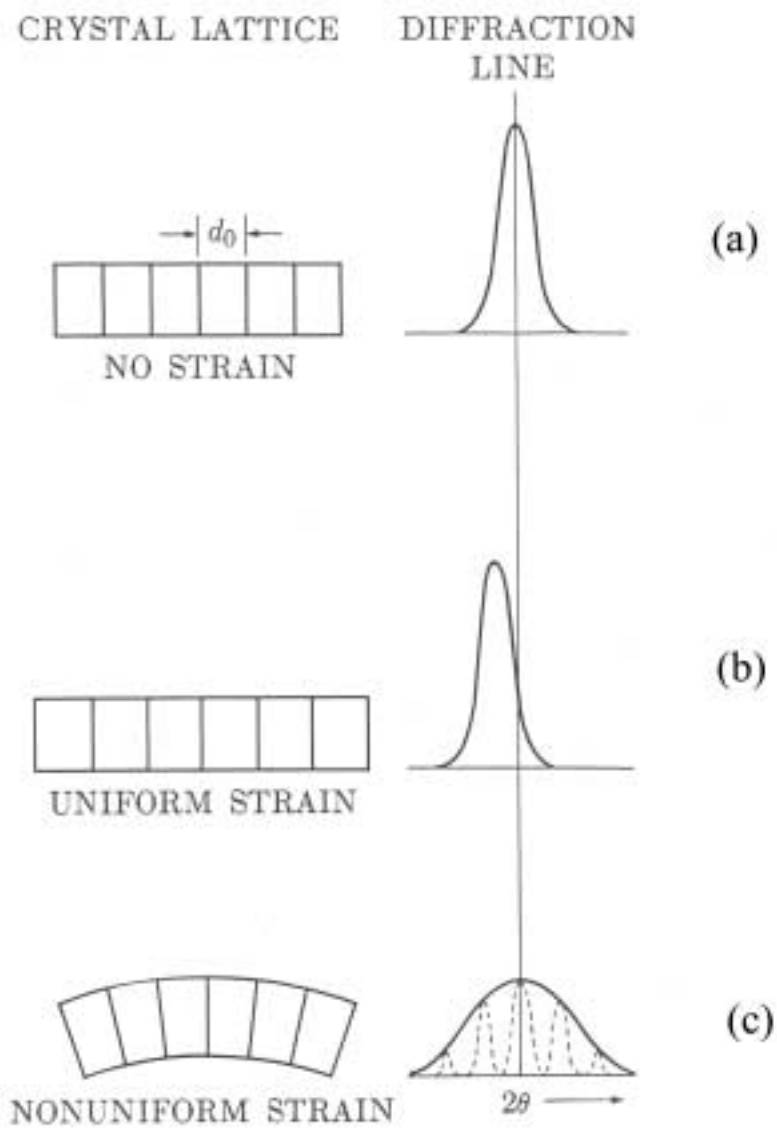 CRYSTAL LATTICE
DIFFRACTION
LINE
d₀
(a)
NO STRAIN
(b)
UNIFORM STRAIN
(c)
2θ
NONUNIFORM STRAIN